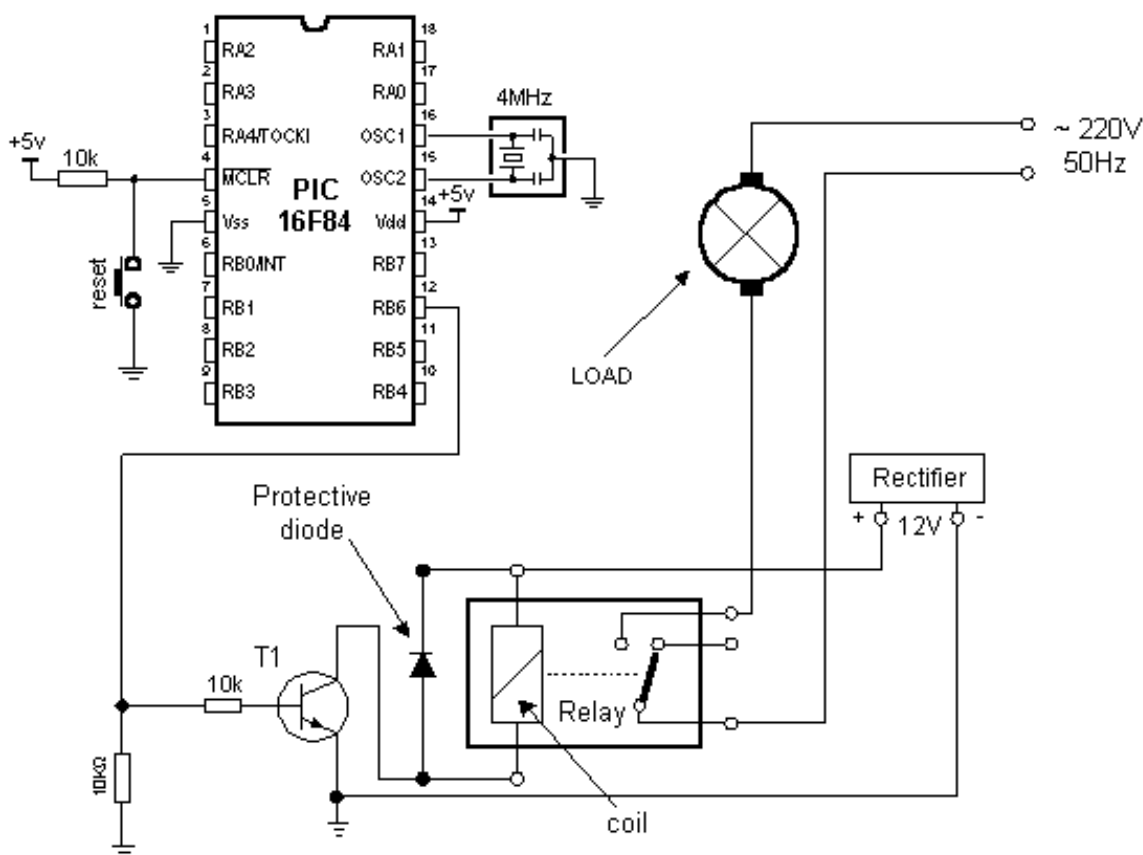 1 RA2
2 RA3
3 RA4/TOCKI
4 MCLR
5 Vss
6 RB0/INT
7 RB1
8 RB2
9 RB3
18 RA1
17 RA0
16 OSC1
15 OSC2
14 Vdd
13 RB7
12 RB6
11 RB5
10 RB4
PIC
16F84
+5v
10k
reset
4MHz
+5v
~ 220V
50Hz
LOAD
Rectifier
+ 12V -
Protective
diode
T1
10k
10KΩ
Relay
coil